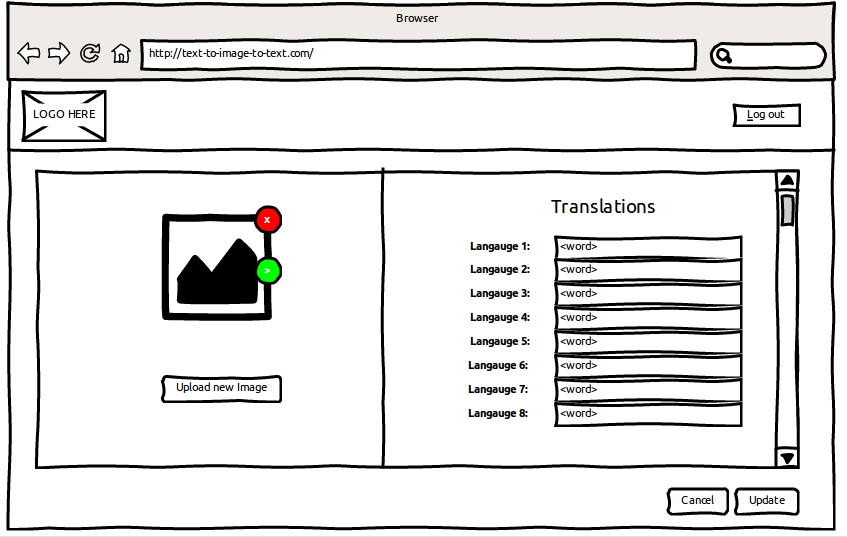 Browser
http://text-to-image-to-text.com/
LOGO HERE
Log out
x
>
Upload new Image
Translations
Langauge 1: <word>
Langauge 2: <word>
Langauge 3: <word>
Langauge 4: <word>
Langauge 5: <word>
Langauge 6: <word>
Langauge 7: <word>
Langauge 8: <word>
Cancel
Update